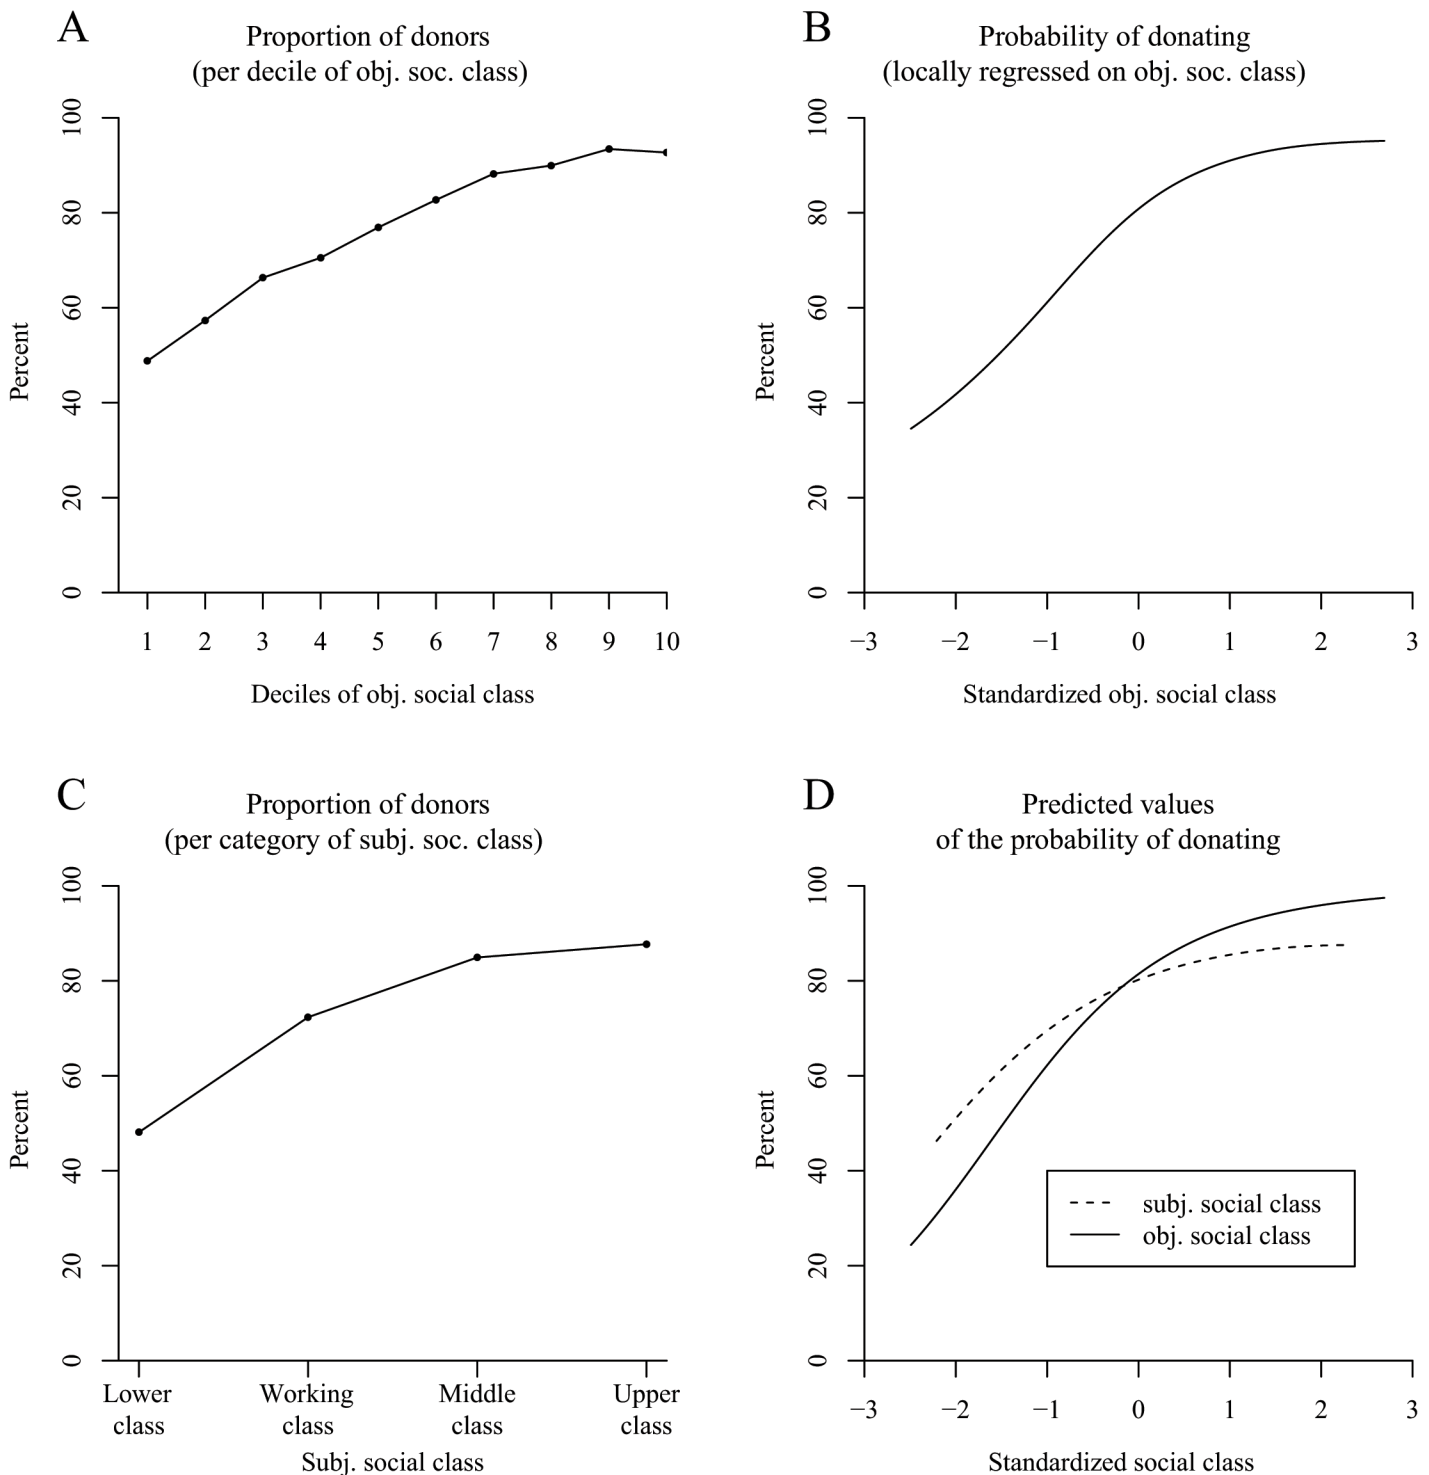 A
Proportion of donors
(per decile of obj. soc. class)
Percent
0 20 40 60 80 100
1 2 3 4 5 6 7 8 9 10
Deciles of obj. social class
B
Probability of donating
(locally regressed on obj. soc. class)
Percent
0 20 40 60 80 100
−3 −2 −1 0 1 2 3
Standardized obj. social class
C
Proportion of donors
(per category of subj. soc. class)
Percent
0 20 40 60 80 100
Lower Working Middle Upper
class class class class
Subj. social class
D
Predicted values
of the probability of donating
Percent
0 20 40 60 80 100
subj. social class
obj. social class
−3 −2 −1 0 1 2 3
Standardized social class